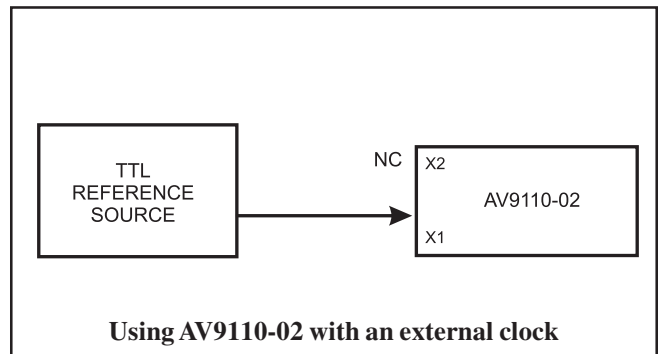 TTL
REFERENCE
SOURCE
NC
X2
AV9110-02
X1
Using AV9110-02 with an external clock